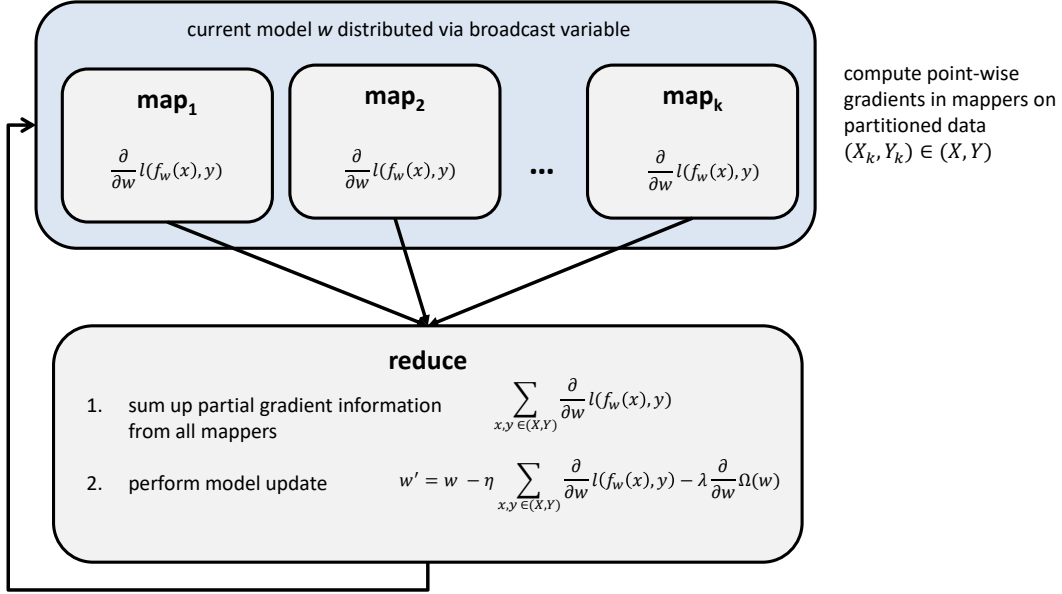 current model w distributed via broadcast variable
map₁
map₂
mapₖ
∂/∂w l(f_w(x), y)
∂/∂w l(f_w(x), y)
...
∂/∂w l(f_w(x), y)
compute point-wise
gradients in mappers on
partitioned data
(X_k, Y_k) ∈ (X, Y)
reduce
1. sum up partial gradient information
from all mappers
∑_{x,y ∈(X,Y)} ∂/∂w l(f_w(x), y)
2. perform model update
w′ = w − η ∑_{x,y ∈(X,Y)} ∂/∂w l(f_w(x), y) − λ ∂/∂w Ω(w)